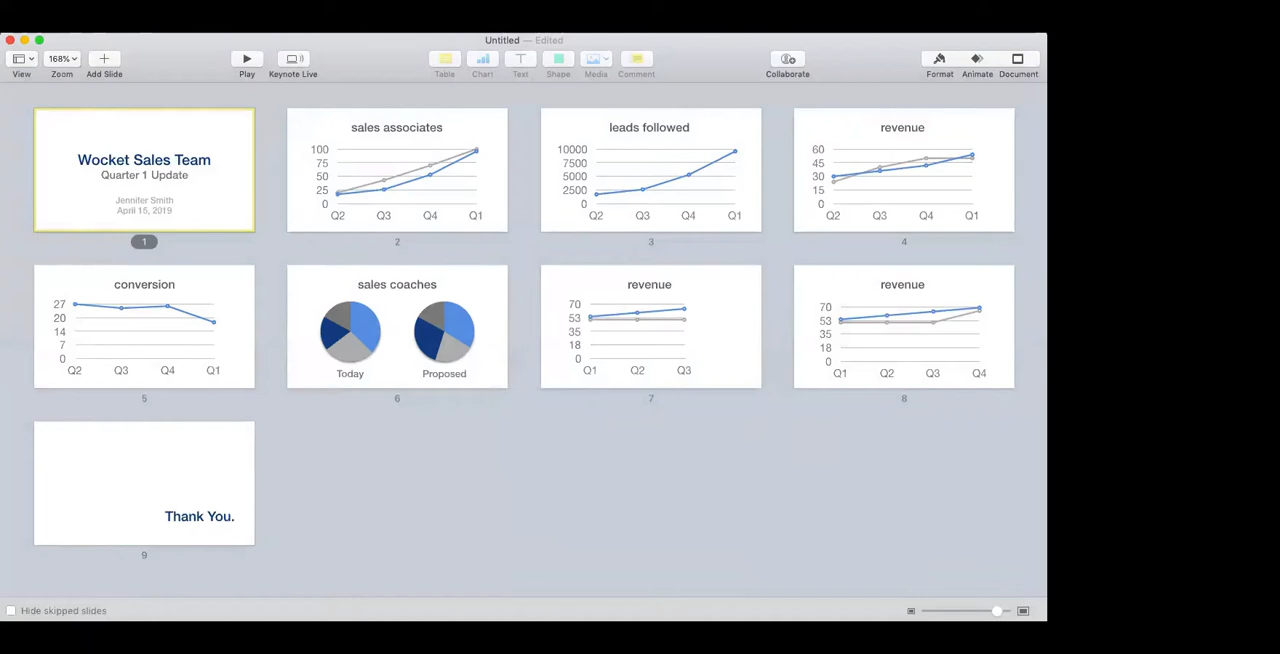 Untitled — Edited
168%
View
Zoom
Add Slide
Play
Keynote Live
Table
Chart
Text
Shape
Media
Comment
Collaborate
Format
Animate
Document
Wocket Sales Team
Quarter 1 Update
Jennifer Smith
April 15, 2019
1
sales associates
100
75
50
25
0
Q2 Q3 Q4 Q1
2
leads followed
10000
7500
5000
2500
0
Q2 Q3 Q4 Q1
3
revenue
60
45
30
15
0
Q2 Q3 Q4 Q1
4
conversion
27
20
14
7
0
Q2 Q3 Q4 Q1
5
sales coaches
Today Proposed
6
revenue
70
53
35
18
0
Q1 Q2 Q3
7
revenue
70
53
35
18
0
Q1 Q2 Q3 Q4
8
Thank You.
9
Hide skipped slides